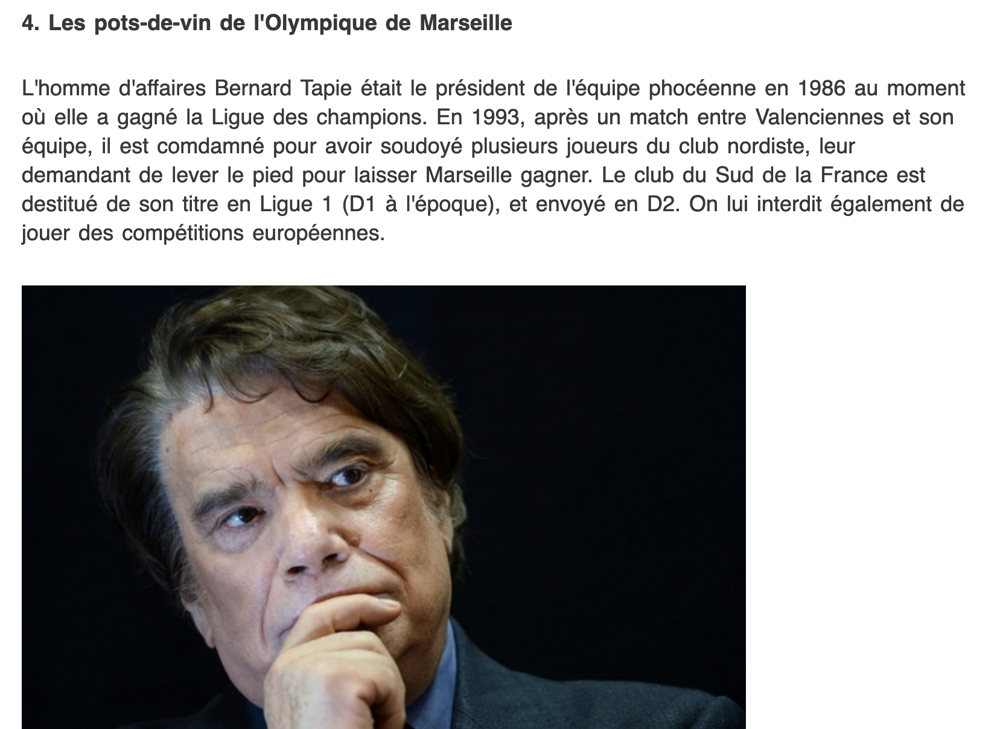 4. Les pots-de-vin de l'Olympique de Marseille
L'homme d'affaires Bernard Tapie était le président de l'équipe phocéenne en 1986 au moment
où elle a gagné la Ligue des champions. En 1993, après un match entre Valenciennes et son
équipe, il est comdamné pour avoir soudoyé plusieurs joueurs du club nordiste, leur
demandant de lever le pied pour laisser Marseille gagner. Le club du Sud de la France est
destitué de son titre en Ligue 1 (D1 à l'époque), et envoyé en D2. On lui interdit également de
jouer des compétitions européennes.